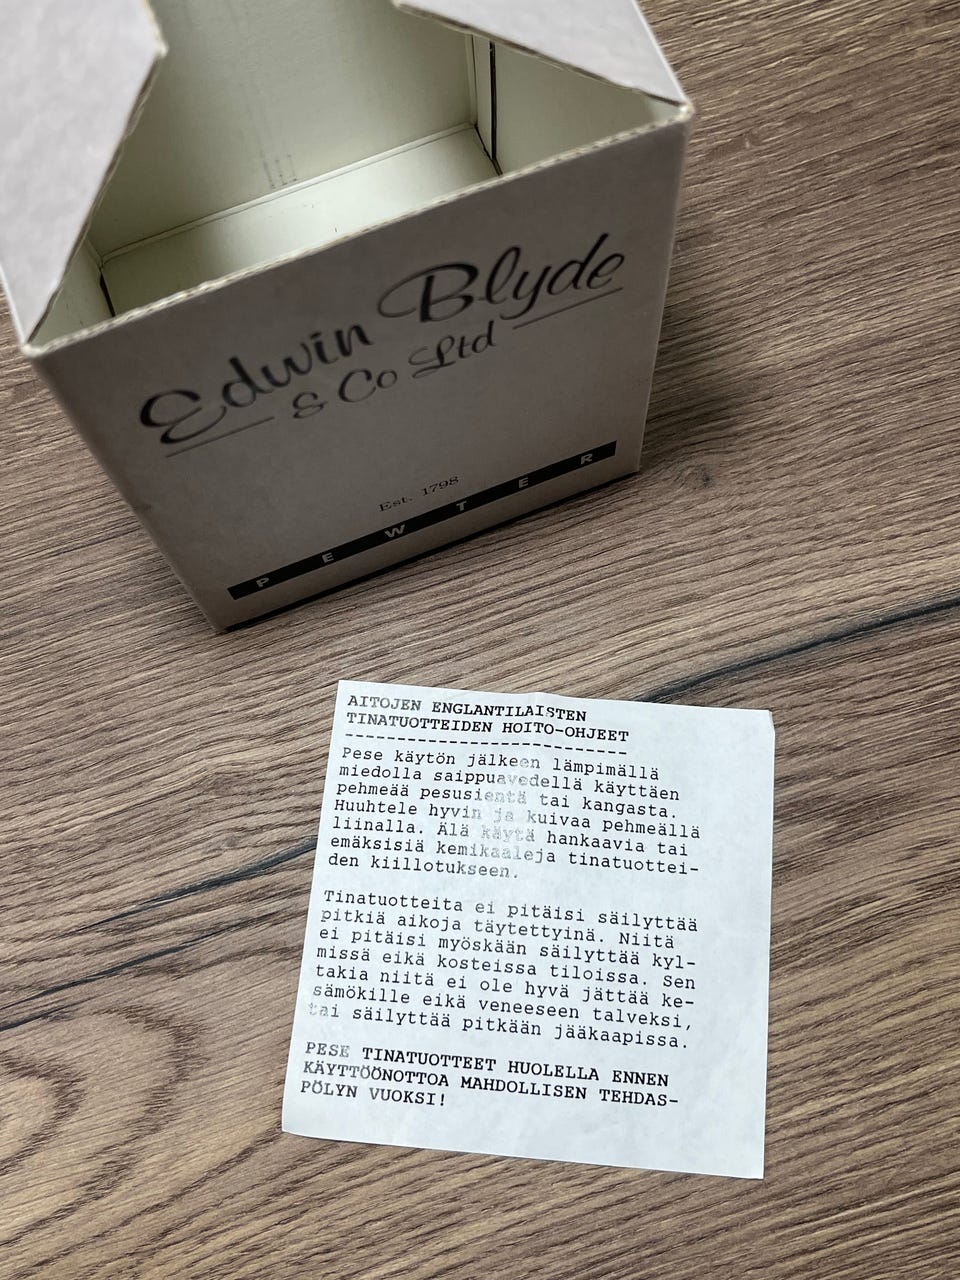 Edwin Blyde
& Co Ltd
Est. 1798
PEWTER
AITOJEN ENGLANTILAISTEN
TINATUOTTEIDEN HOITO-OHJEET
--------------------------
Pese käytön jälkeen lämpimällä
miedolla saippuavedellä käyttäen
pehmeää pesusientä tai kangasta.
Huuhtele hyvin ja kuivaa pehmeällä
liinalla. Älä käytä hankaavia tai
emäksisiä kemikaaleja tinatuottei-
den kiillotukseen.
Tinatuotteita ei pitäisi säilyttää
pitkiä aikoja täytettyinä. Niitä
ei pitäisi myöskään säilyttää kyl-
missä eikä kosteissa tiloissa. Sen
takia niitä ei ole hyvä jättää ke-
sämökille eikä veneeseen talveksi,
tai säilyttää pitkään jääkaapissa.
PESE TINATUOTTEET HUOLELLA ENNEN
KÄYTTÖÖNOTTOA MAHDOLLISEN TEHDAS-
PÖLYN VUOKSI!